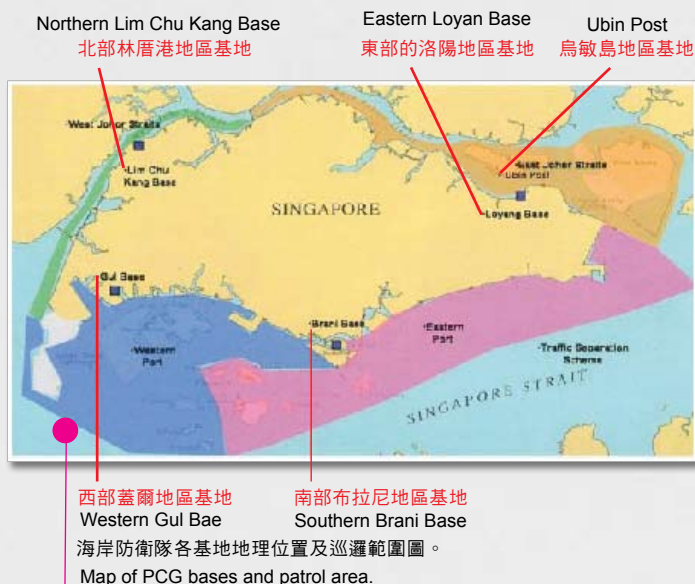 Northern Lim Chu Kang Base
北部林厝港地區基地
Eastern Loyan Base
東部的洛陽地區基地
Ubin Post
烏敏島地區基地
West Johor Straits
Lim Chu
Kang Base
East Johor Straits
Ubin Post
SINGAPORE
Loyang Base
Gul Base
Brani Base
Eastern
Port
Western
Port
Traffic Separation
Scheme
SINGAPORE STRAIT
西部蓋爾地區基地
Western Gul Bae
南部布拉尼地區基地
Southern Brani Base
海岸防衛隊各基地地理位置及巡邏範圍圖。
Map of PCG bases and patrol area.